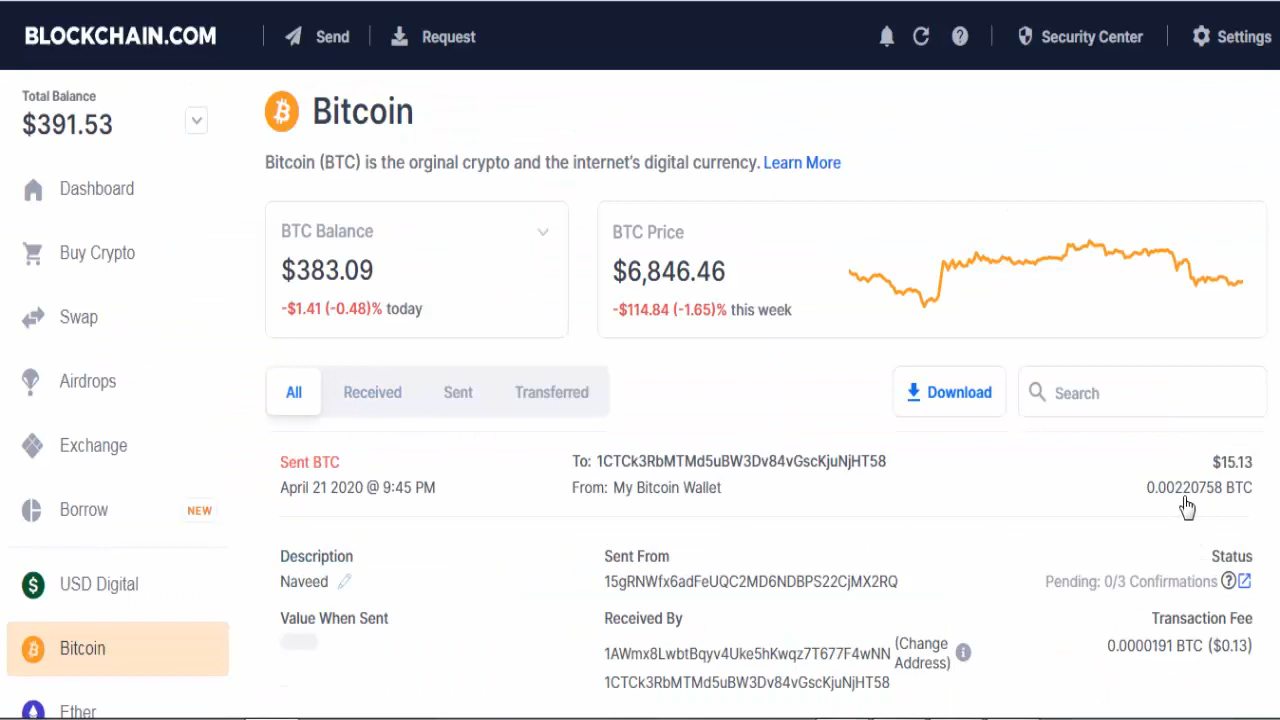 BLOCKCHAIN.COM
Send
Request
Security Center
Settings
Total Balance
$391.53
Dashboard
Buy Crypto
Swap
Airdrops
Exchange
Borrow NEW
USD Digital
Bitcoin
Ether
Bitcoin
Bitcoin (BTC) is the orginal crypto and the internet's digital currency. Learn More
BTC Balance
$383.09
-$1.41 (-0.48)% today
BTC Price
$6,846.46
-$114.84 (-1.65)% this week
All Received Sent Transferred
Download
Search
Sent BTC
April 21 2020 @ 9:45 PM
To: 1CTCk3RbMTMd5uBW3Dv84vGscKjuNjHT58
From: My Bitcoin Wallet
$15.13
0.00220758 BTC
Description
Naveed
Value When Sent
Sent From
15gRNWfx6adFeUQC2MD6NDBPS22CjMX2RQ
Received By
1AWmx8LwbtBqyv4Uke5hKwqz7T677F4wNN (Change Address)
1CTCk3RbMTMd5uBW3Dv84vGscKjuNjHT58
Status
Pending: 0/3 Confirmations
Transaction Fee
0.0000191 BTC ($0.13)